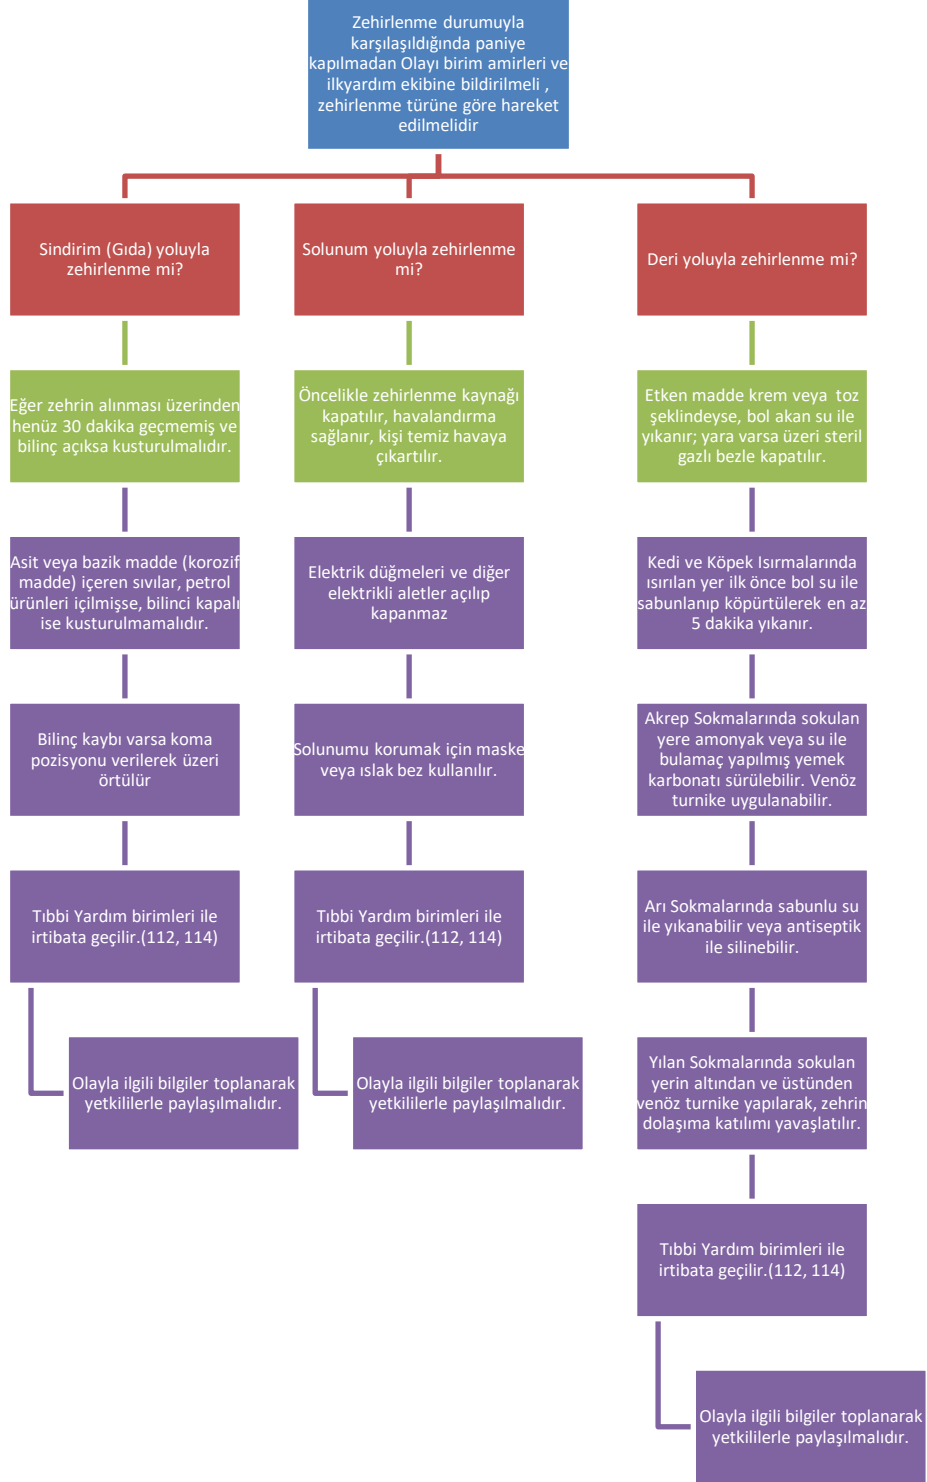 Zehirlenme durumuyla
karşılaşıldığında paniye
kapılmadan Olayı birim amirleri ve
ilkyardım ekibine bildirilmeli ,
zehirlenme türüne göre hareket
edilmelidir
Sindirim (Gıda) yoluyla
zehirlenme mi?
Eğer zehrin alınması üzerinden
henüz 30 dakika geçmemiş ve
bilinç açıksa kusturulmalıdır.
Asit veya bazik madde (korozif
madde) içeren sıvılar, petrol
ürünleri içilmişse, bilinci kapalı
ise kusturulmamalıdır.
Bilinç kaybı varsa koma
pozisyonu verilerek üzeri
örtülür
Tıbbi Yardım birimleri ile
irtibata geçilir.(112, 114)
Olayla ilgili bilgiler toplanarak
yetkililerle paylaşılmalıdır.
Solunum yoluyla zehirlenme
mi?
Öncelikle zehirlenme kaynağı
kapatılır, havalandırma
sağlanır, kişi temiz havaya
çıkartılır.
Elektrik düğmeleri ve diğer
elektrikli aletler açılıp
kapanmaz
Solunumu korumak için maske
veya ıslak bez kullanılır.
Tıbbi Yardım birimleri ile
irtibata geçilir.(112, 114)
Olayla ilgili bilgiler toplanarak
yetkililerle paylaşılmalıdır.
Deri yoluyla zehirlenme mi?
Etken madde krem veya toz
şeklindeyse, bol akan su ile
yıkanır; yara varsa üzeri steril
gazlı bezle kapatılır.
Kedi ve Köpek Isırmalarında
ısırılan yer ilk önce bol su ile
sabunlanıp köpürtülerek en az
5 dakika yıkanır.
Akrep Sokmalarında sokulan
yere amonyak veya su ile
bulamaç yapılmış yemek
karbonatı sürülebilir. Venöz
turnike uygulanabilir.
Arı Sokmalarında sabunlu su
ile yıkanabilir veya antiseptik
ile silinebilir.
Yılan Sokmalarında sokulan
yerin altından ve üstünden
venöz turnike yapılarak, zehrin
dolaşıma katılımı yavaşlatılır.
Tıbbi Yardım birimleri ile
irtibata geçilir.(112, 114)
Olayla ilgili bilgiler toplanarak
yetkililerle paylaşılmalıdır.